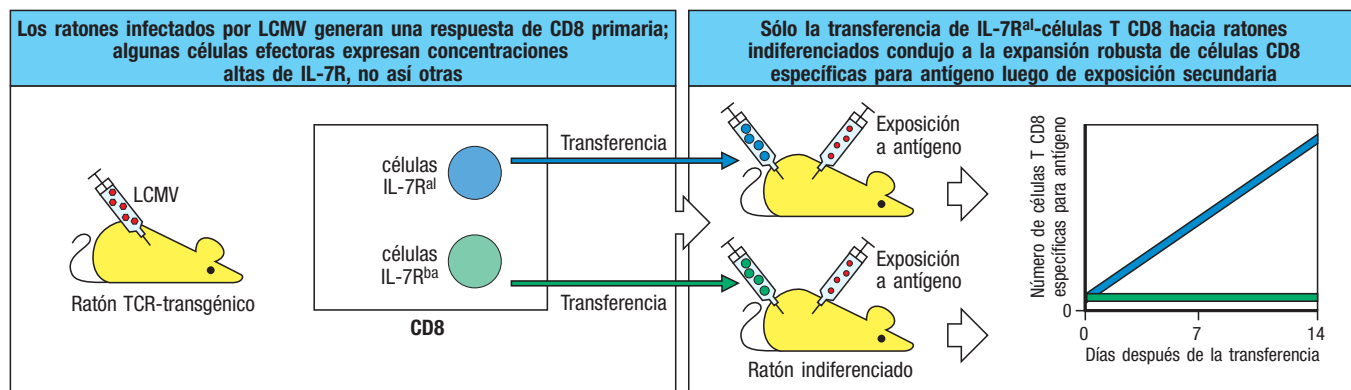 Los ratones infectados por LCMV generan una respuesta de CD8 primaria;
algunas células efectoras expresan concentraciones
altas de IL-7R, no así otras
LCMV
Ratón TCR-transgénico
células
IL-7Rᵃˡ
células
IL-7Rᵇᵃ
CD8
Transferencia
Transferencia
Sólo la transferencia de IL-7Rᵃˡ-células T CD8 hacia ratones
indiferenciados condujo a la expansión robusta de células CD8
específicas para antígeno luego de exposición secundaria
Exposición
a antígeno
Exposición
a antígeno
Ratón indiferenciado
Número de células T CD8
específicas para antígeno
0
0
7
14
Días después de la transferencia